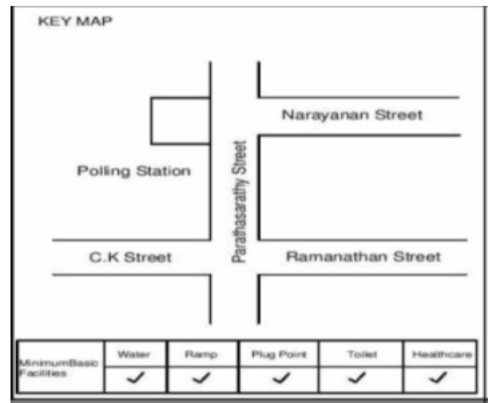 KEY MAP
Narayanan Street
Polling Station
Parathasarathy Street
C.K Street
Ramanathan Street
MinimumBasic
Facilities
Water
Ramp
Plug Point
Toilet
Healthcare
✓ ✓ ✓ ✓ ✓